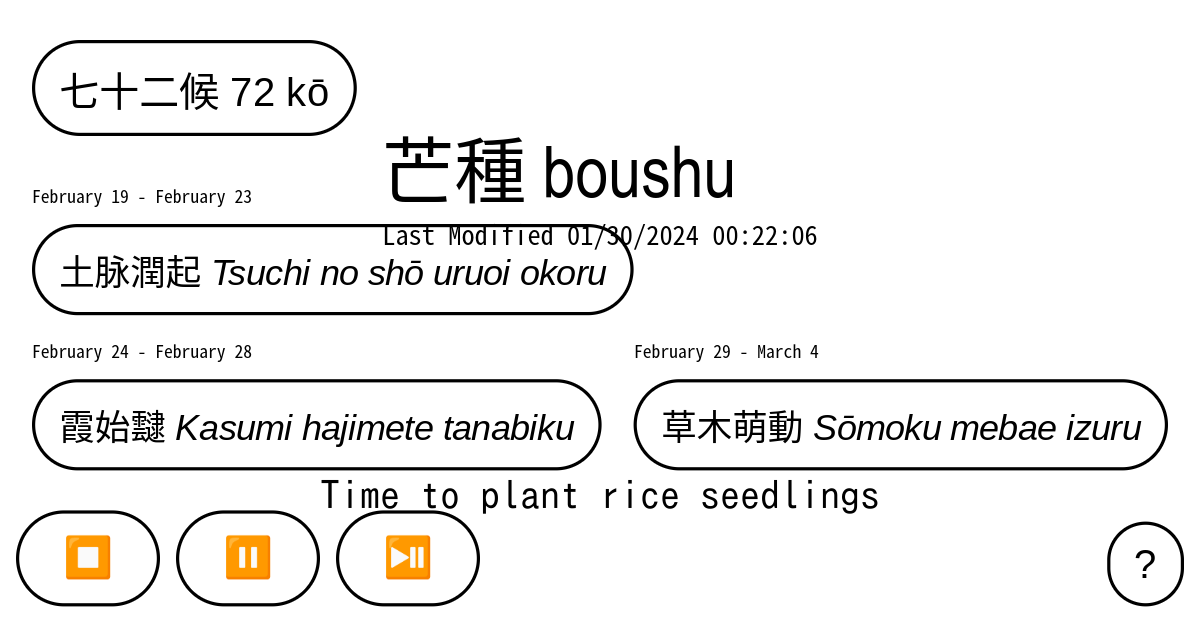 七十二候 72 kō
芒種 boushu
February 19 - February 23
Last Modified 01/30/2024 00:22:06
土脉潤起 Tsuchi no shō uruoi okoru
February 24 - February 28
February 29 - March 4
霞始靆 Kasumi hajimete tanabiku
草木萌動 Sōmoku mebae izuru
Time to plant rice seedlings
?